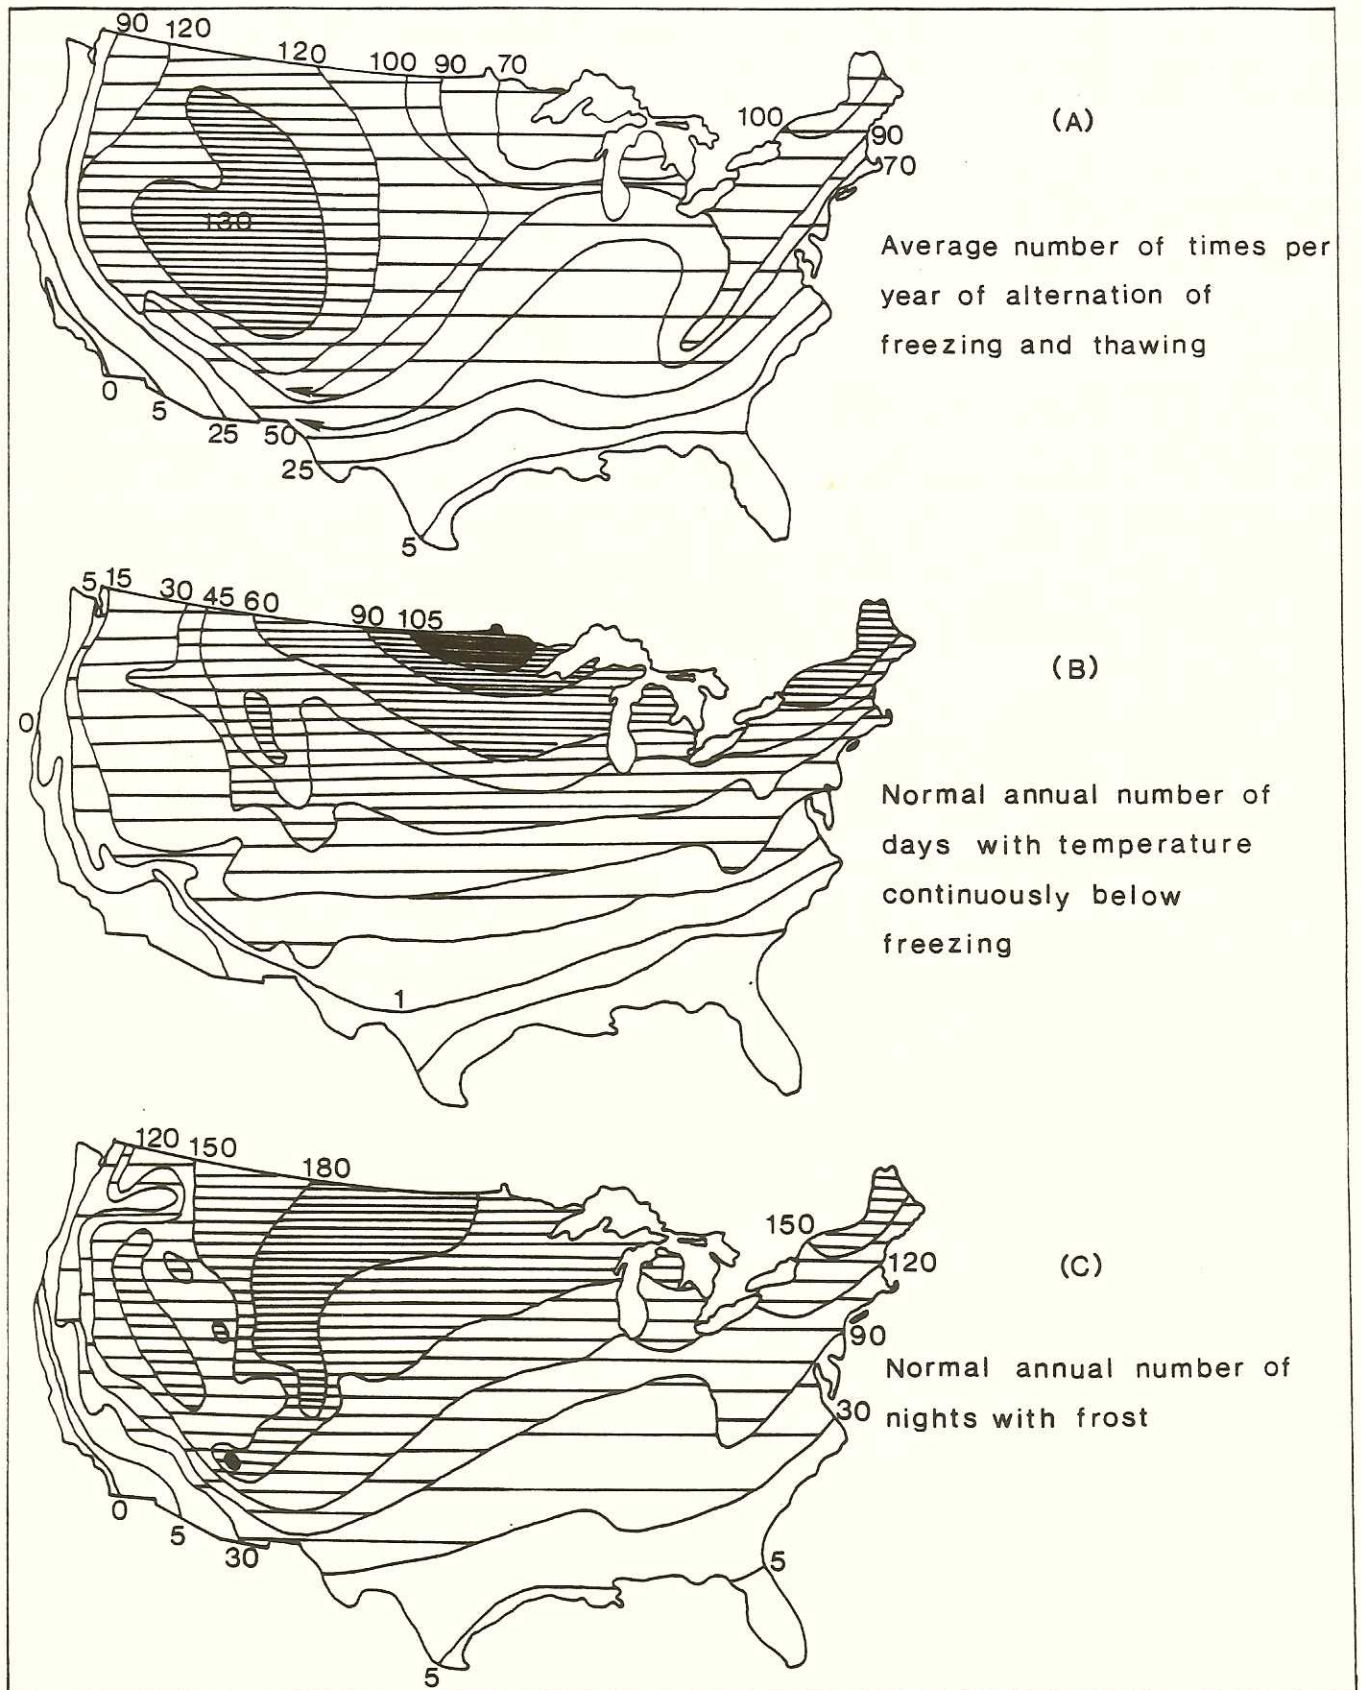 90 120
120 100 90 70
100
(A)
90
70
130
Average number of times per
year of alternation of
freezing and thawing
0
5
25
50
25
5
5 15 30 45 60 90 105
(B)
0
Normal annual number of
days with temperature
continuously below
freezing
1
120 150 180
150
120
(C)
90
Normal annual number of
30
nights with frost
0
5
30
5
5